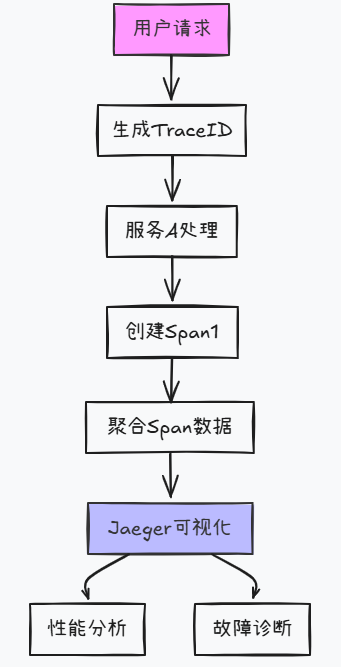 用户请求
生成TraceID
服务A处理
创建Span1
聚合Span数据
Jaeger可视化
性能分析
故障诊断